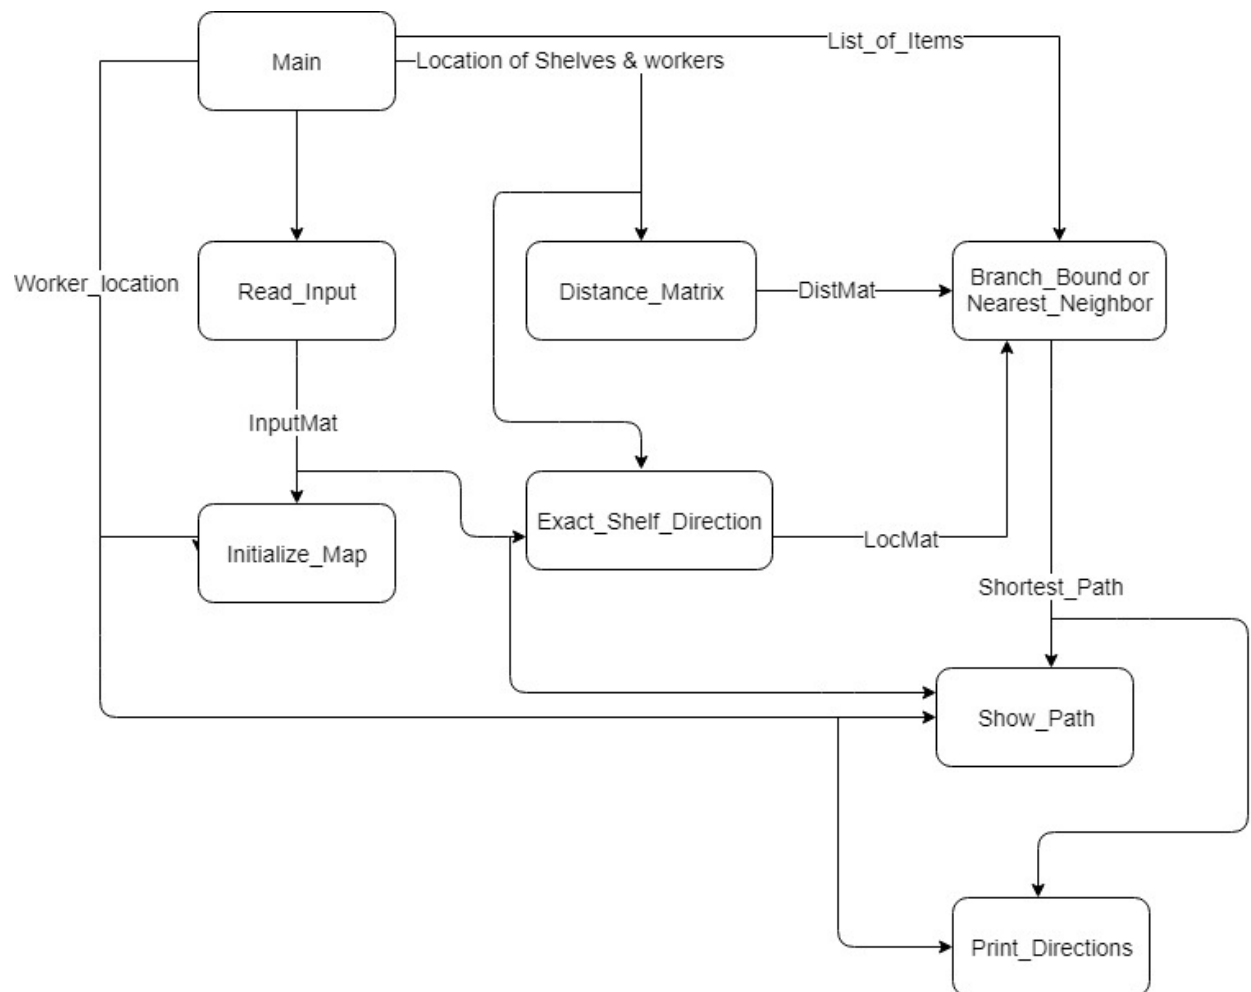 List_of_Items
Main
Location of Shelves & workers
Worker_location
Read_Input
Distance_Matrix
DistMat
Branch_Bound or
Nearest_Neighbor
InputMat
Exact_Shelf_Direction
LocMat
Initialize_Map
Shortest_Path
Show_Path
Print_Directions